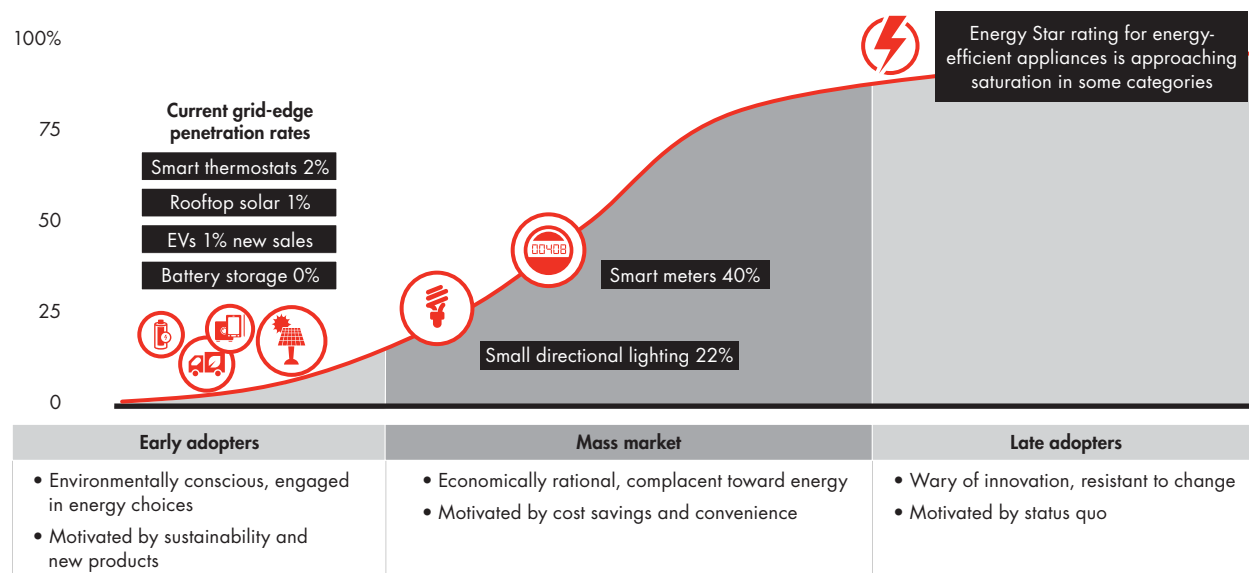 100%
75
50
25
0
Current grid-edge
penetration rates
Smart thermostats 2%
Rooftop solar 1%
EVs 1% new sales
Battery storage 0%
00408
Smart meters 40%
Small directional lighting 22%
Energy Star rating for energy-
efficient appliances is approaching
saturation in some categories
Early adopters
• Environmentally conscious, engaged
in energy choices
• Motivated by sustainability and
new products
Mass market
• Economically rational, complacent toward energy
• Motivated by cost savings and convenience
Late adopters
• Wary of innovation, resistant to change
• Motivated by status quo